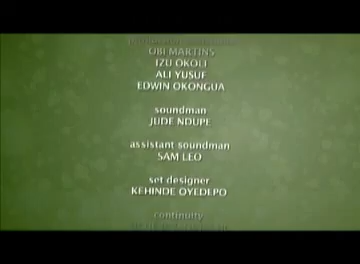 OBI MARTINS
IZU OKOLI
ALI YUSUF
EDWIN OKONGUA
soundman
JUDE NDUPE
assistant soundman
SAM LEO
set designer
KEHINDE OYEDEPO
continuity